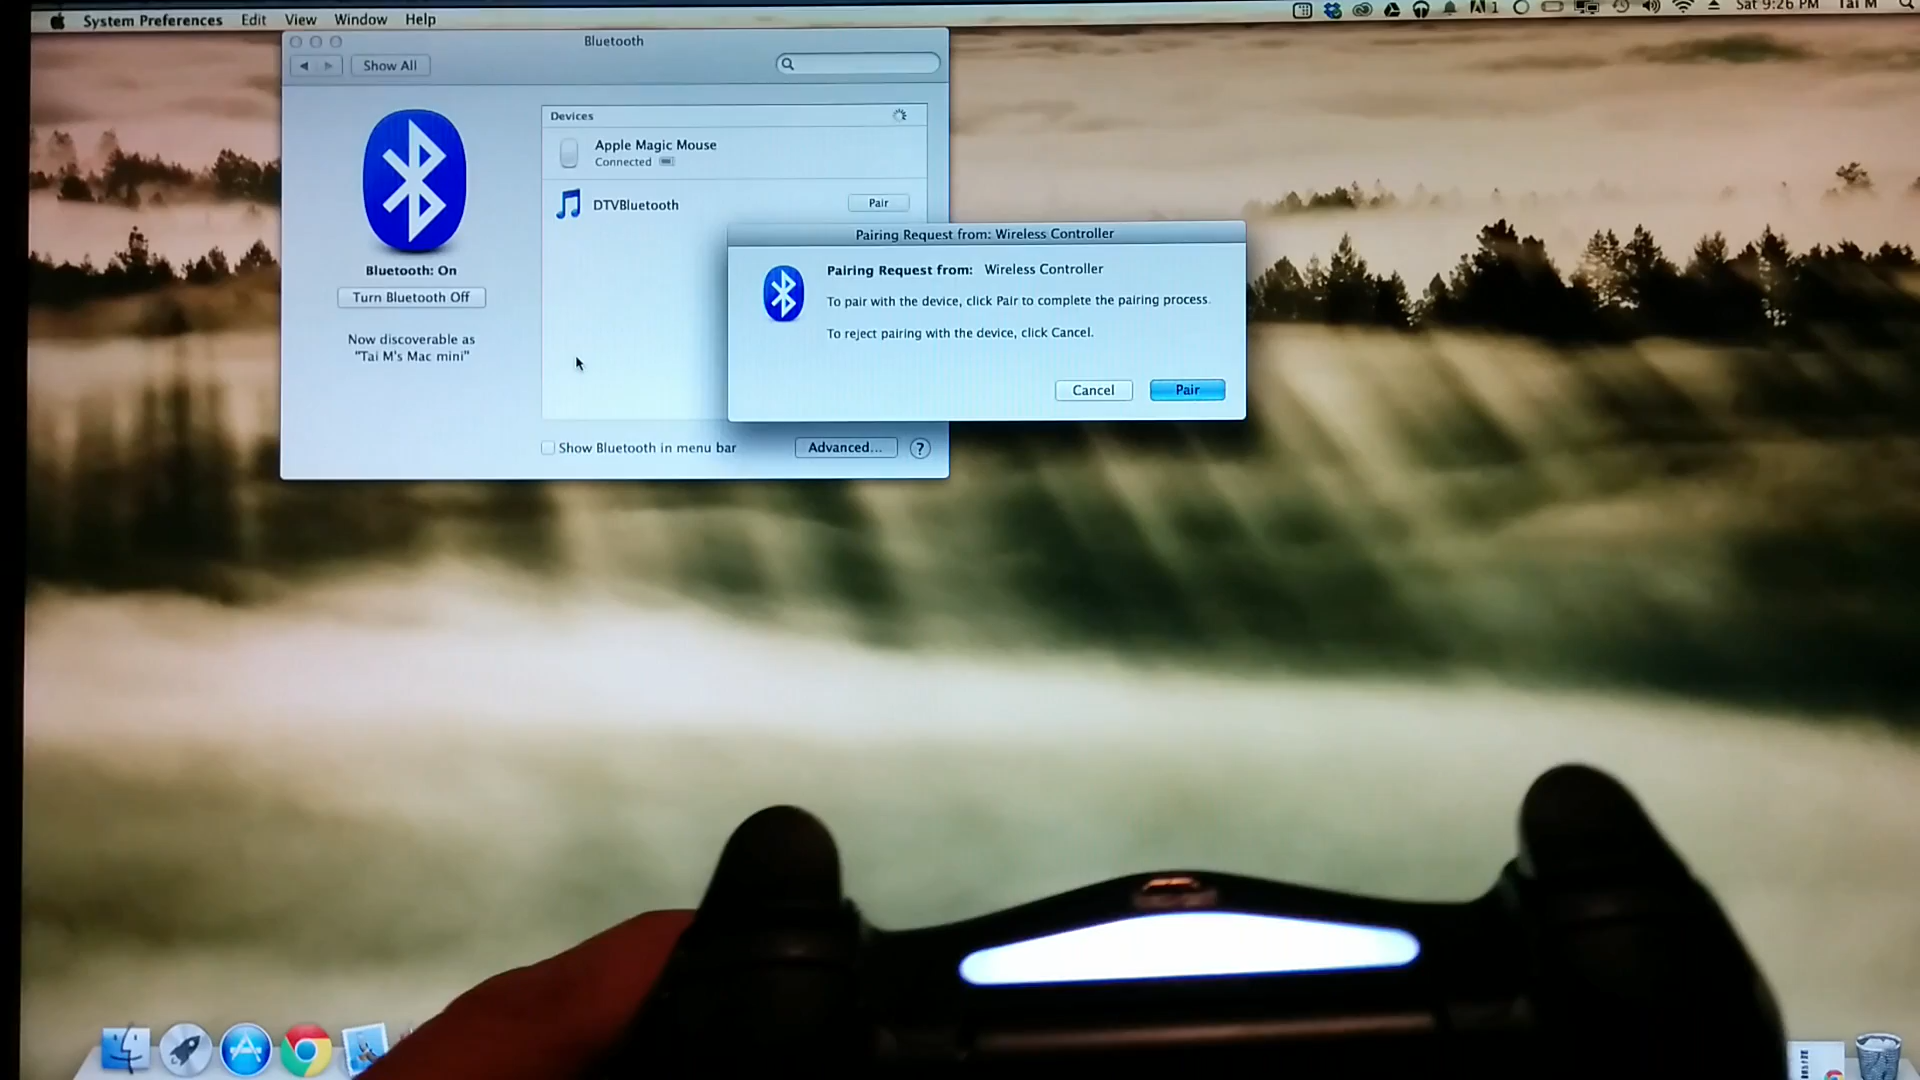 System Preferences Edit View Window Help
1 Sat 9:26 PM Tai M
Bluetooth
Show All
Devices
Apple Magic Mouse
Connected
DTVBluetooth Pair
Bluetooth: On
Turn Bluetooth Off
Now discoverable as
"Tai M's Mac mini"
Show Bluetooth in menu bar Advanced... ?
Pairing Request from: Wireless Controller
Pairing Request from: Wireless Controller
To pair with the device, click Pair to complete the pairing process.
To reject pairing with the device, click Cancel.
Cancel Pair